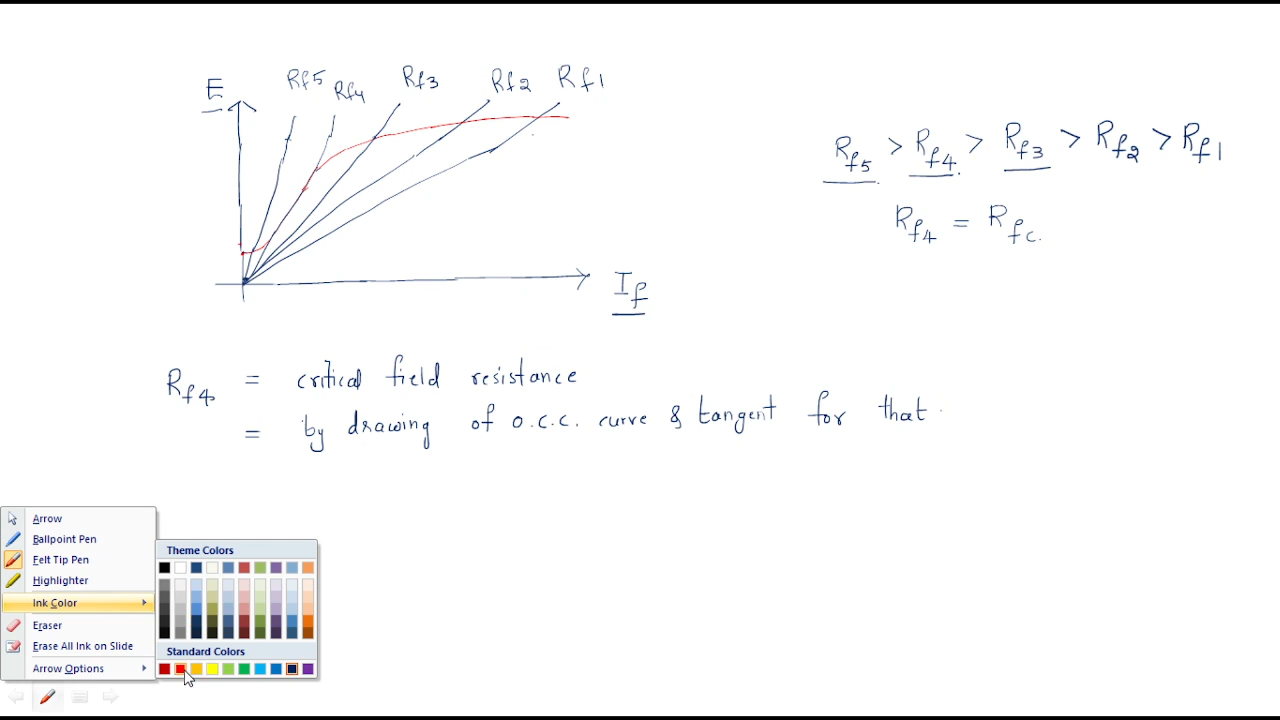 E
Rf5 Rf4 Rf3 Rf2 Rf1
Rf5 > Rf4 > Rf3 > Rf2 > Rf1
Rf4 = Rfc.
If
Rf4 = critical field resistance
= by drawing of o.c.c. curve & tangent for that
Arrow
Ballpoint Pen
Felt Tip Pen
Highlighter
Ink Color
Eraser
Erase All Ink on Slide
Arrow Options
Theme Colors
Standard Colors